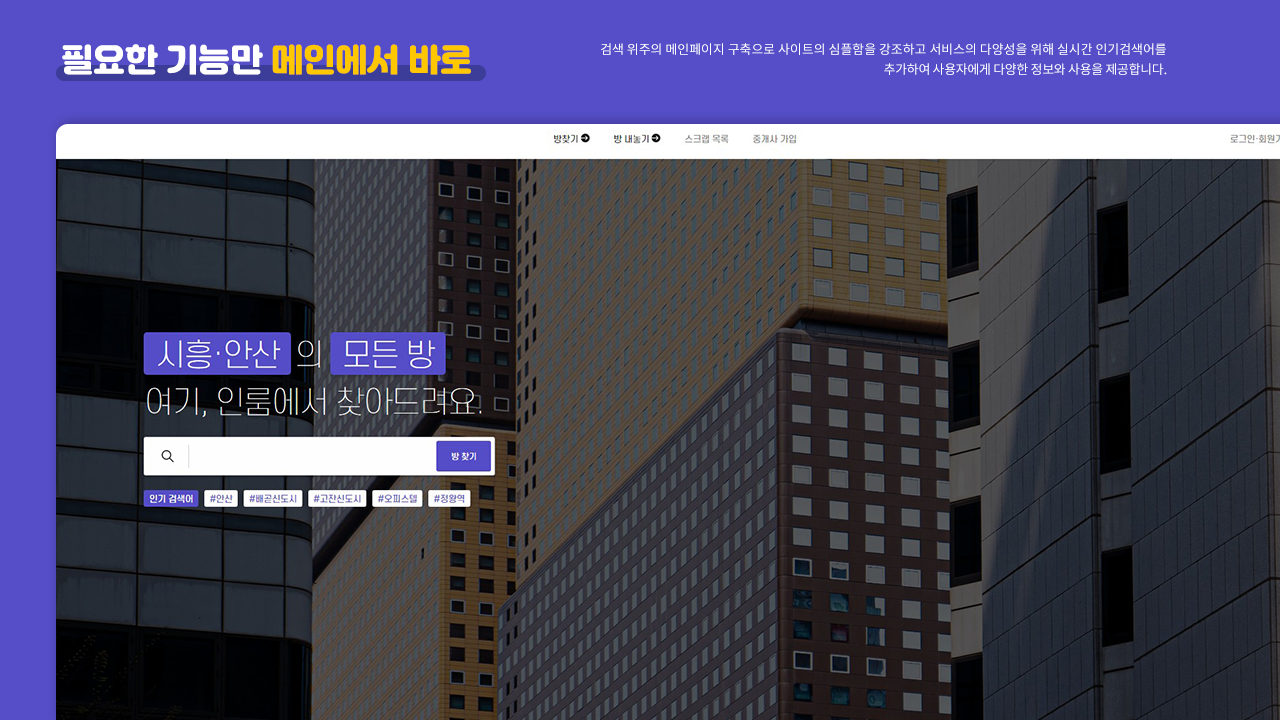 필요한 기능만 메인에서 바로
검색 위주의 메인페이지 구축으로 사이트의 심플함을 강조하고 서비스의 다양성을 위해 실시간 인기검색어를
추가하여 사용자에게 다양한 정보와 사용을 제공합니다.
방찾기 방 내놓기 스크랩 목록 중개사 가입 로그인·회원가
시흥·안산 의 모든 방
여기, 인룸에서 찾아드려요.
방 찾기
인기 검색어 #안산 #배곧신도시 #고잔신도시 #오피스텔 #정왕역